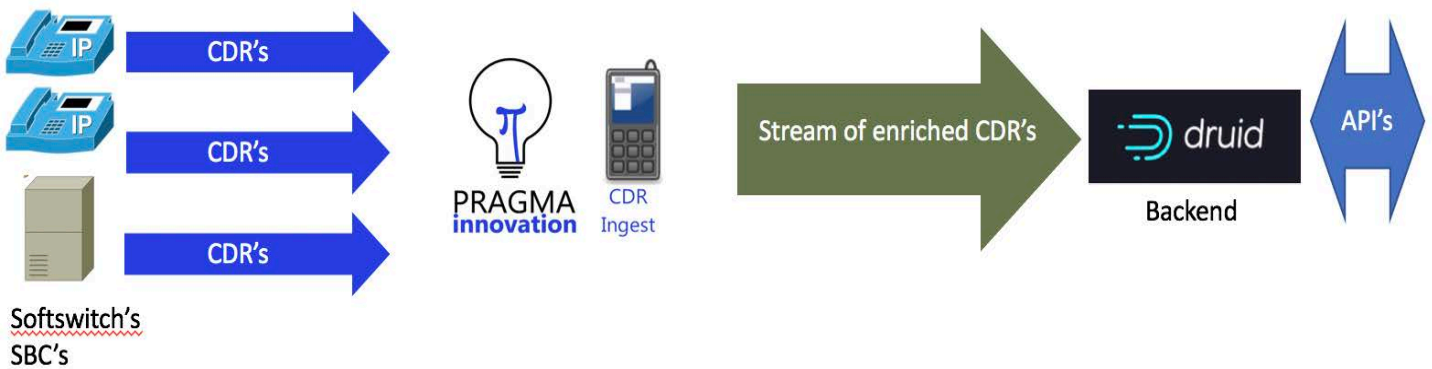 IP
CDR's
IP
CDR's
CDR's
Softswitch's
SBC's
π
PRAGMA
innovation
CDR
Ingest
Stream of enriched CDR's
druid
Backend
API's